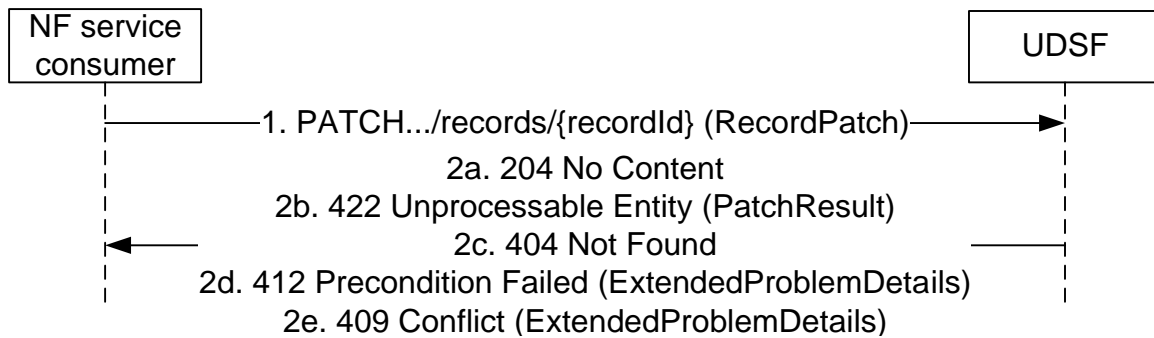 NF service
consumer
UDSF
1. PATCH.../records/{recordId} (RecordPatch)
2a. 204 No Content
2b. 422 Unprocessable Entity (PatchResult)
2c. 404 Not Found
2d. 412 Precondition Failed (ExtendedProblemDetails)
2e. 409 Conflict (ExtendedProblemDetails)